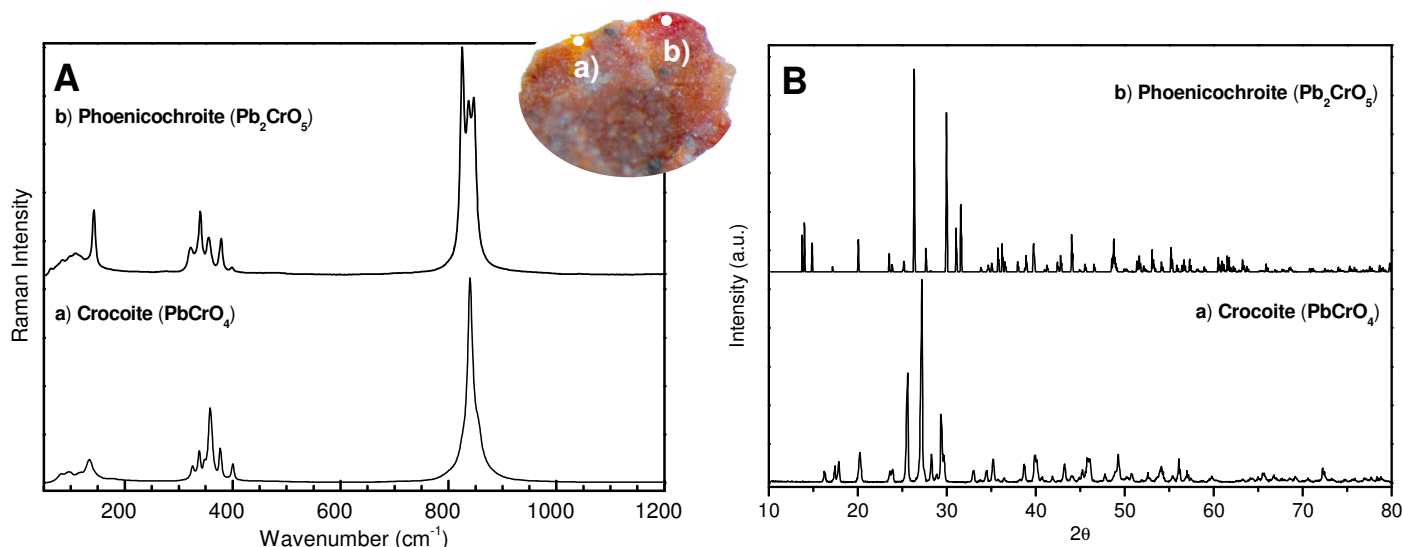 A
b) Phoenicochroite (Pb₂CrO₅)
a) Crocoite (PbCrO₄)
Raman Intensity
200 400 600 800 1000 1200
Wavenumber (cm⁻¹)
a)
b)
B
b) Phoenicochroite (Pb₂CrO₅)
a) Crocoite (PbCrO₄)
Intensity (a.u.)
10 20 30 40 50 60 70 80
2θ